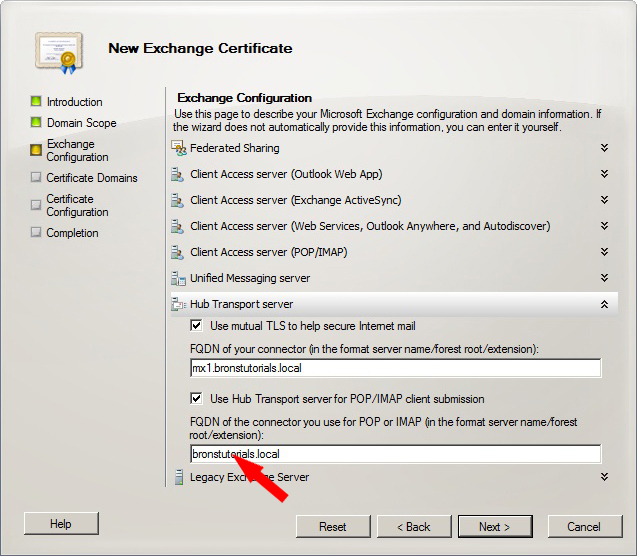 New Exchange Certificate
Introduction
Domain Scope
Exchange
Configuration
Certificate Domains
Certificate
Configuration
Completion
Exchange Configuration
Use this page to describe your Microsoft Exchange configuration and domain information. If
the wizard does not automatically provide this information, you can enter it yourself.
Federated Sharing
Client Access server (Outlook Web App)
Client Access server (Exchange ActiveSync)
Client Access server (Web Services, Outlook Anywhere, and Autodiscover)
Client Access server (POP/IMAP)
Unified Messaging server
Hub Transport server
Use mutual TLS to help secure Internet mail
FQDN of your connector (in the format server name/forest root/extension):
mx1.bronstutorials.local
Use Hub Transport server for POP/IMAP client submission
FQDN of the connector you use for POP or IMAP (in the format server name/forest
root/extension):
bronstutorials.local
Legacy Exchange Server
Help
Reset
< Back
Next >
Cancel